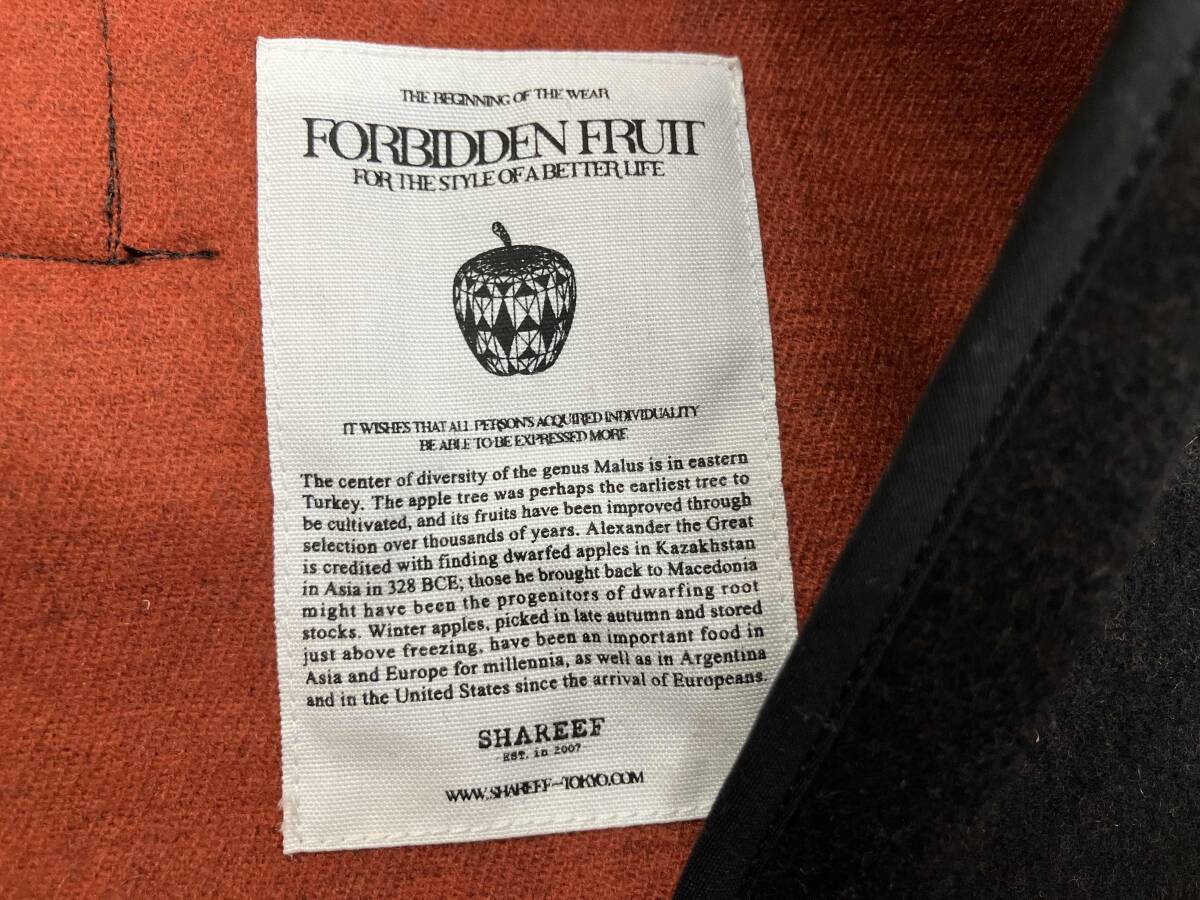 THE BEGINNING OF THE WEAR
FORBIDDEN FRUIT
FOR THE STYLE OF A BETTER LIFE
IT WISHES THAT ALL PERSON'S ACQUIRED INDIVIDUALITY
BE ABLE TO BE EXPRESSED MORE
The center of diversity of the genus Malus is in eastern
Turkey. The apple tree was perhaps the earliest tree to
be cultivated, and its fruits have been improved through
selection over thousands of years. Alexander the Great
is credited with finding dwarfed apples in Kazakhstan
in Asia in 328 BCE; those he brought back to Macedonia
might have been the progenitors of dwarfing root
stocks. Winter apples, picked in late autumn and stored
just above freezing, have been an important food in
Asia and Europe for millennia, as well as in Argentina
and in the United States since the arrival of Europeans.
SHAREEF
EST. in 2007
WWW.SHAREEF-TOKYO.COM